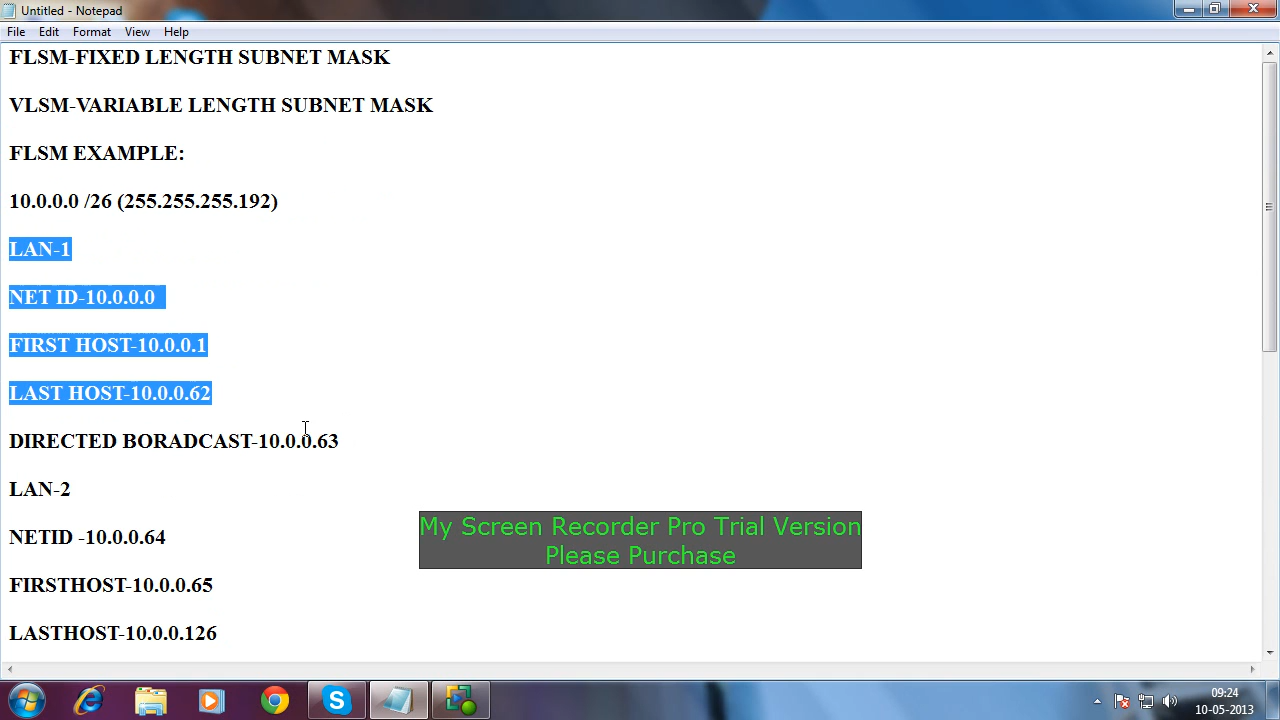 Untitled - Notepad
File Edit Format View Help
FLSM-FIXED LENGTH SUBNET MASK
VLSM-VARIABLE LENGTH SUBNET MASK
FLSM EXAMPLE:
10.0.0.0 /26 (255.255.255.192)
LAN-1
NET ID-10.0.0.0
FIRST HOST-10.0.0.1
LAST HOST-10.0.0.62
DIRECTED BORADCAST-10.0.0.63
LAN-2
NETID -10.0.0.64
FIRSTHOST-10.0.0.65
LASTHOST-10.0.0.126
My Screen Recorder Pro Trial Version
Please Purchase
09:24
10-05-2013